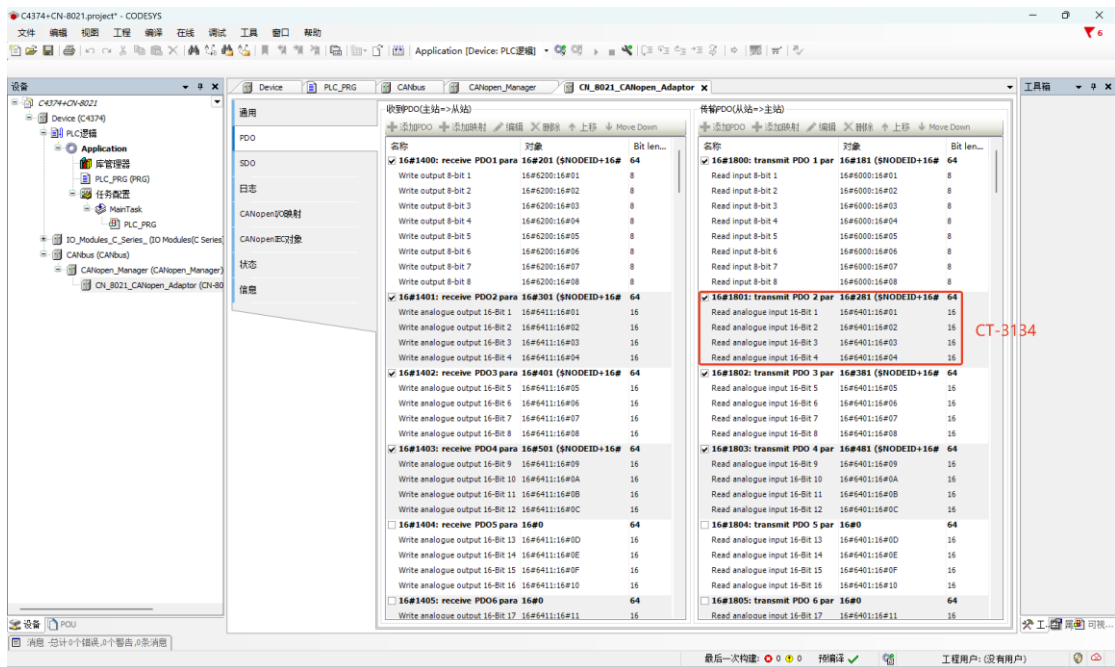 C4374+CN-8021.project* - CODESYS
文件 编辑 视图 工程 编译 在线 调试 工具 窗口 帮助
6
Application [Device: PLC逻辑]
设备
Device PLC_PRG CANbus CANopen_Manager CN_8021_CANopen_Adaptor
工具箱
C4374+CN-8021
Device (C4374)
PLC逻辑
Application
库管理器
PLC_PRG (PRG)
任务配置
MainTask
PLC_PRG
IO_Modules_C_Series_ (IO Modules(C Series
CANbus (CANbus)
CANopen_Manager (CANopen_Manager)
CN_8021_CANopen_Adaptor (CN-80
通用
PDO
SDO
日志
CANopenI/O映射
CANopenIEC对象
状态
信息
收到PDO(主站=>从站)
添加PDO 添加映射 编辑 删除 上移 Move Down
名称 对象 Bit len...
16#1400: receive PDO1 para 16#201 ($NODEID+16# 64
Write output 8-bit 1 16#6200:16#01 8
Write output 8-bit 2 16#6200:16#02 8
Write output 8-bit 3 16#6200:16#03 8
Write output 8-bit 4 16#6200:16#04 8
Write output 8-bit 5 16#6200:16#05 8
Write output 8-bit 6 16#6200:16#06 8
Write output 8-bit 7 16#6200:16#07 8
Write output 8-bit 8 16#6200:16#08 8
16#1401: receive PDO2 para 16#301 ($NODEID+16# 64
Write analogue output 16-Bit 1 16#6411:16#01 16
Write analogue output 16-Bit 2 16#6411:16#02 16
Write analogue output 16-Bit 3 16#6411:16#03 16
Write analogue output 16-Bit 4 16#6411:16#04 16
16#1402: receive PDO3 para 16#401 ($NODEID+16# 64
Write analogue output 16-Bit 5 16#6411:16#05 16
Write analogue output 16-Bit 6 16#6411:16#06 16
Write analogue output 16-Bit 7 16#6411:16#07 16
Write analogue output 16-Bit 8 16#6411:16#08 16
16#1403: receive PDO4 para 16#501 ($NODEID+16# 64
Write analogue output 16-Bit 9 16#6411:16#09 16
Write analogue output 16-Bit 10 16#6411:16#0A 16
Write analogue output 16-Bit 11 16#6411:16#0B 16
Write analogue output 16-Bit 12 16#6411:16#0C 16
16#1404: receive PDO5 para 16#0 64
Write analogue output 16-Bit 13 16#6411:16#0D 16
Write analogue output 16-Bit 14 16#6411:16#0E 16
Write analogue output 16-Bit 15 16#6411:16#0F 16
Write analogue output 16-Bit 16 16#6411:16#10 16
16#1405: receive PDO6 para 16#0 64
Write analogue output 16-Bit 17 16#6411:16#11 16
传输PDO(从站=>主站)
添加PDO 添加映射 编辑 删除 上移 Move Down
名称 对象 Bit len...
16#1800: transmit PDO 1 par 16#181 ($NODEID+16# 64
Read input 8-bit 1 16#6000:16#01 8
Read input 8-bit 2 16#6000:16#02 8
Read input 8-bit 3 16#6000:16#03 8
Read input 8-bit 4 16#6000:16#04 8
Read input 8-bit 5 16#6000:16#05 8
Read input 8-bit 6 16#6000:16#06 8
Read input 8-bit 7 16#6000:16#07 8
Read input 8-bit 8 16#6000:16#08 8
16#1801: transmit PDO 2 par 16#281 ($NODEID+16# 64
Read analogue input 16-Bit 1 16#6401:16#01 16
Read analogue input 16-Bit 2 16#6401:16#02 16
CT-3134
Read analogue input 16-Bit 3 16#6401:16#03 16
Read analogue input 16-Bit 4 16#6401:16#04 16
16#1802: transmit PDO 3 par 16#381 ($NODEID+16# 64
Read analogue input 16-Bit 5 16#6401:16#05 16
Read analogue input 16-Bit 6 16#6401:16#06 16
Read analogue input 16-Bit 7 16#6401:16#07 16
Read analogue input 16-Bit 8 16#6401:16#08 16
16#1803: transmit PDO 4 par 16#481 ($NODEID+16# 64
Read analogue input 16-Bit 9 16#6401:16#09 16
Read analogue input 16-Bit 10 16#6401:16#0A 16
Read analogue input 16-Bit 11 16#6401:16#0B 16
Read analogue input 16-Bit 12 16#6401:16#0C 16
16#1804: transmit PDO 5 par 16#0 64
Read analogue input 16-Bit 13 16#6401:16#0D 16
Read analogue input 16-Bit 14 16#6401:16#0E 16
Read analogue input 16-Bit 15 16#6401:16#0F 16
Read analogue input 16-Bit 16 16#6401:16#10 16
16#1805: transmit PDO 6 par 16#0 64
Read analogue input 16-Bit 17 16#6401:16#11 16
设备 POU
工... 属 可视...
消息 -总计0个错误,0个警告,0条消息
最后一次构建: 0 0 预编译 工程用户: (没有用户)